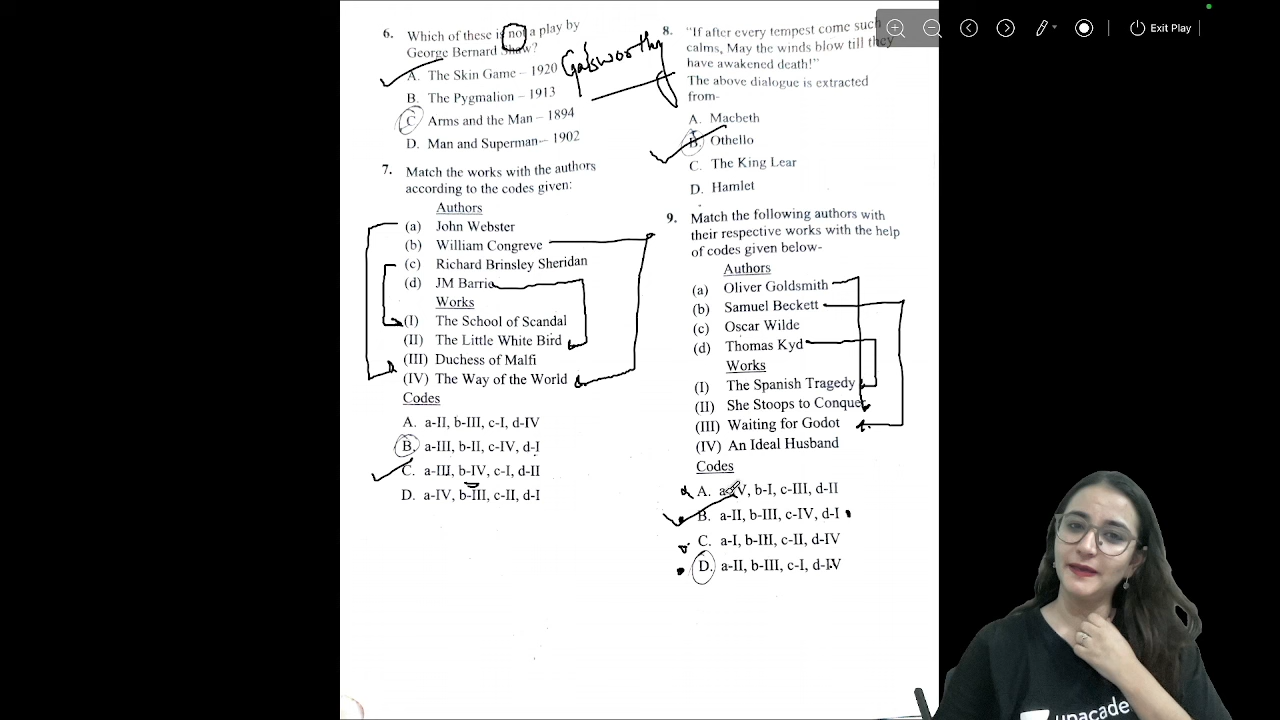 6. Which of these is not a play by
George Bernard Shaw?
A. The Skin Game – 1920
B. The Pygmalion – 1913
C. Arms and the Man – 1894
D. Man and Superman – 1902
Galsworthy
7. Match the works with the authors
according to the codes given:
Authors
(a) John Webster
(b) William Congreve
(c) Richard Brinsley Sheridan
(d) JM Barrie
Works
(I) The School of Scandal
(II) The Little White Bird
(III) Duchess of Malfi
(IV) The Way of the World
Codes
A. a-II, b-III, c-I, d-IV
B. a-III, b-II, c-IV, d-I
C. a-III, b-IV, c-I, d-II
D. a-IV, b-III, c-II, d-I
8. "If after every tempest come such
calms, May the winds blow till they
have awakened death!"
The above dialogue is extracted
from-
A. Macbeth
B. Othello
C. The King Lear
D. Hamlet
9. Match the following authors with
their respective works with the help
of codes given below-
Authors
(a) Oliver Goldsmith
(b) Samuel Beckett
(c) Oscar Wilde
(d) Thomas Kyd
Works
(I) The Spanish Tragedy
(II) She Stoops to Conquer
(III) Waiting for Godot
(IV) An Ideal Husband
Codes
A. a-IV, b-I, c-III, d-II
B. a-II, b-III, c-IV, d-I
C. a-I, b-III, c-II, d-IV
D. a-II, b-III, c-I, d-IV
Exit Play
unacade